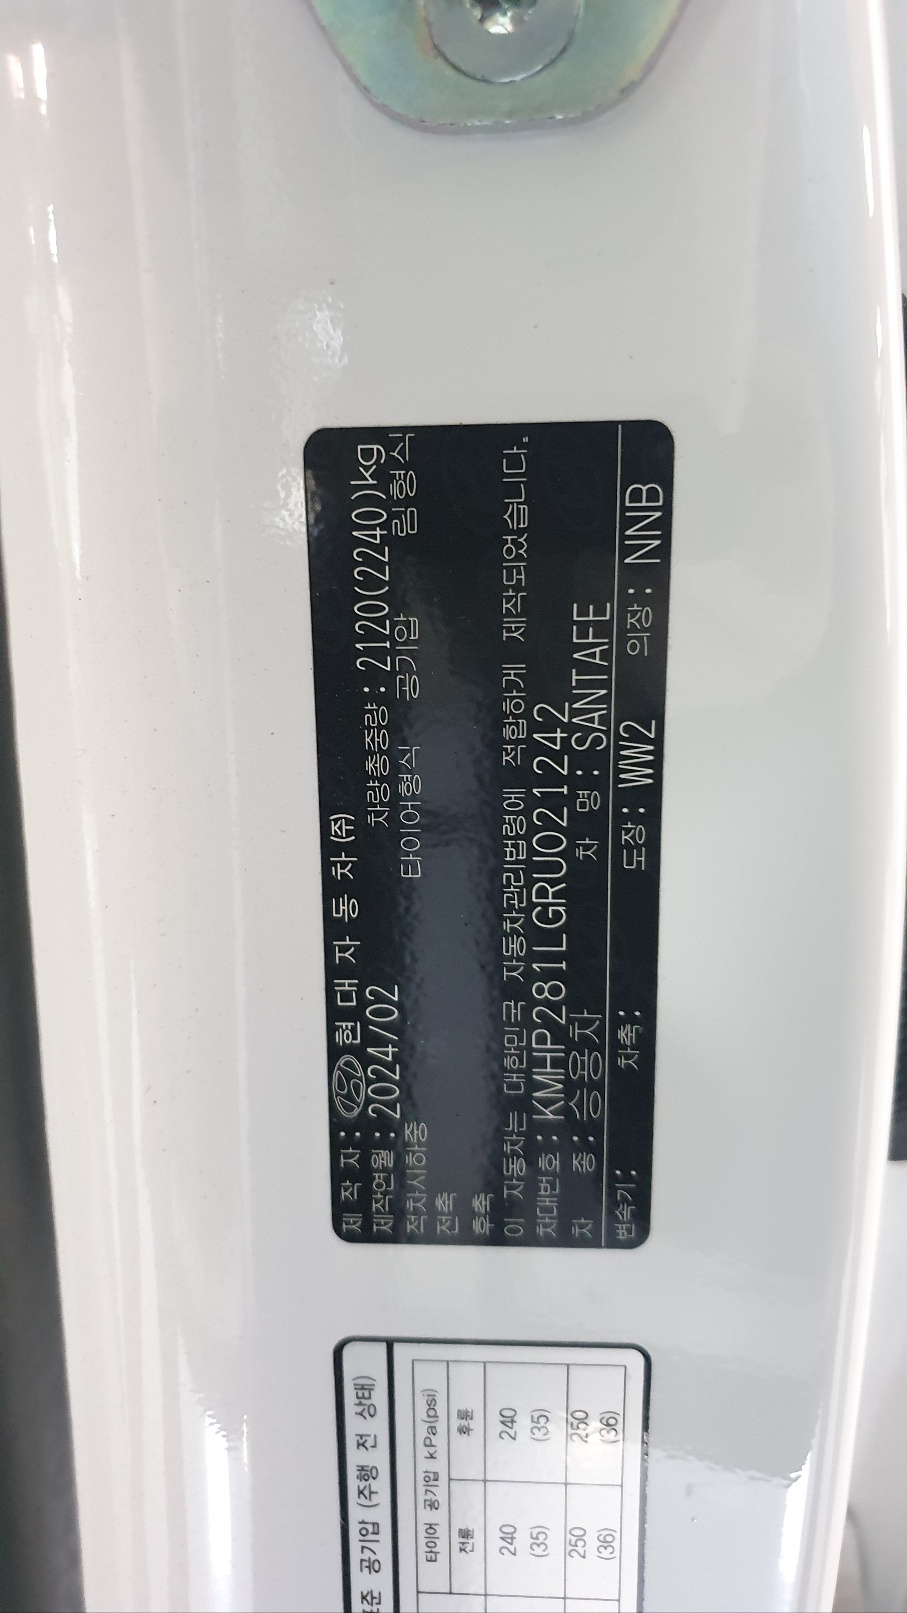 제 작 자 : 현 대 자 동 차 (주)
제작연월 : 2024/02 차량총중량 : 2120(2240)kg
적차시하중 타이어형식 공기압 림형식
전축
후축
이 자동차는 대한민국 자동차관리법령에 적합하게 제작되었습니다.
차대번호 : KMHP281LGRU021242
차 종 : 승용차 차 명 : SANTAFE
변속기 : 차축 : 도장 : WW2 의장 : NNB
공기압 (주행 전 상태)
타이어 공기압 kPa(psi)
전륜 후륜
240 240
(35) (35)
250 250
(36) (36)